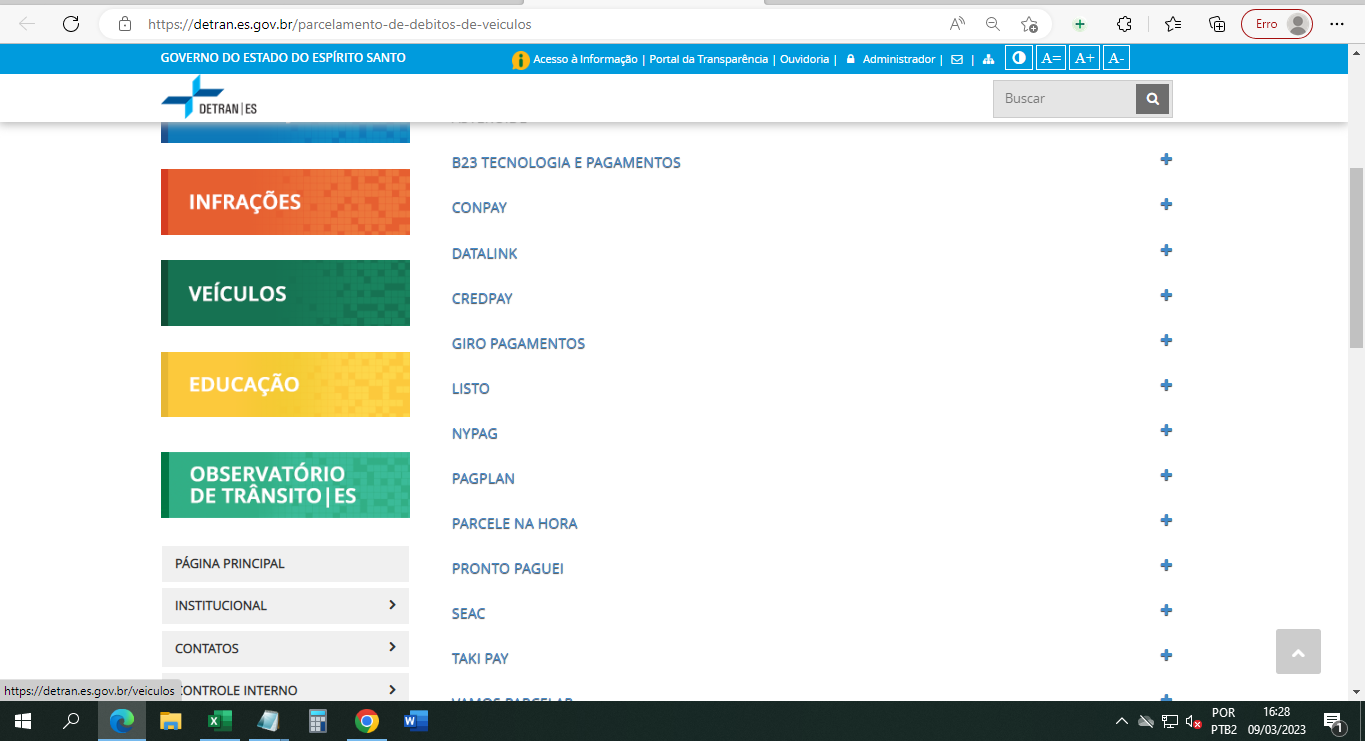 https://detran.es.gov.br/parcelamento-de-debitos-de-veiculos
Erro
GOVERNO DO ESTADO DO ESPÍRITO SANTO
Acesso à Informação | Portal da Transparência | Ouvidoria | Administrador | |
A= A+ A-
DETRAN|ES
Buscar
INFRAÇÕES
VEÍCULOS
EDUCAÇÃO
OBSERVATÓRIO
DE TRÂNSITO|ES
PÁGINA PRINCIPAL
INSTITUCIONAL
CONTATOS
CONTROLE INTERNO
B23 TECNOLOGIA E PAGAMENTOS
CONPAY
DATALINK
CREDPAY
GIRO PAGAMENTOS
LISTO
NYPAG
PAGPLAN
PARCELE NA HORA
PRONTO PAGUEI
SEAC
TAKI PAY
VAMOS PARCELAR
https://detran.es.gov.br/veiculos
POR
PTB2
16:28
09/03/2023
1